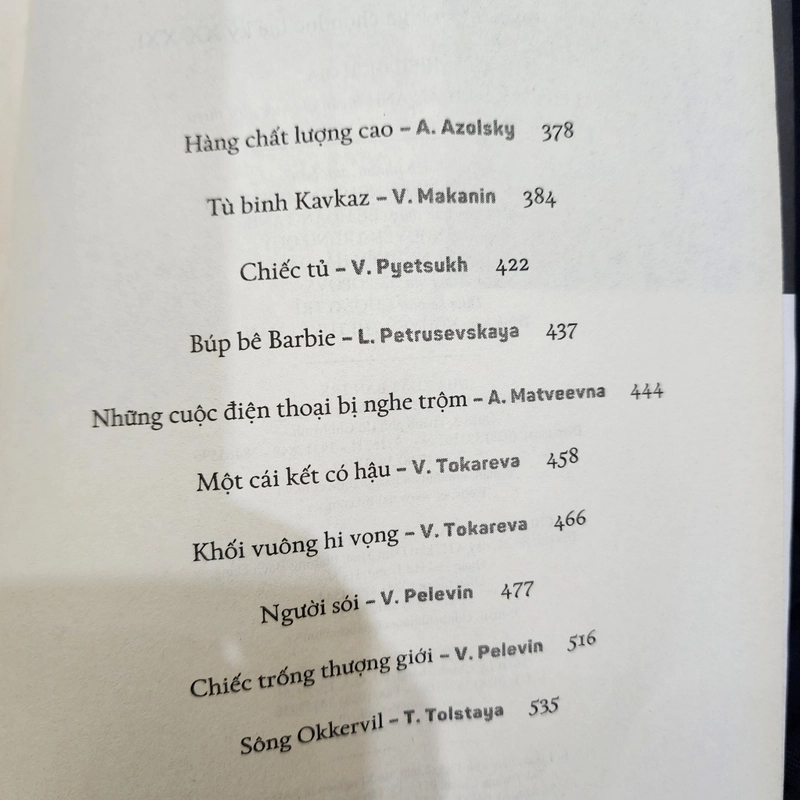 Hàng chất lượng cao – A. Azolsky 378
Tù binh Kavkaz – V. Makanin 384
Chiếc tủ – V. Pyetsukh 422
Búp bê Barbie – L. Petrusevskaya 437
Những cuộc điện thoại bị nghe trộm – A. Matveevna 444
Một cái kết có hậu – V. Tokareva 458
Khối vuông hi vọng – V. Tokareva 466
Người sói – V. Pelevin 477
Chiếc trống thượng giới – V. Pelevin 516
Sông Okkervil – T. Tolstaya 535